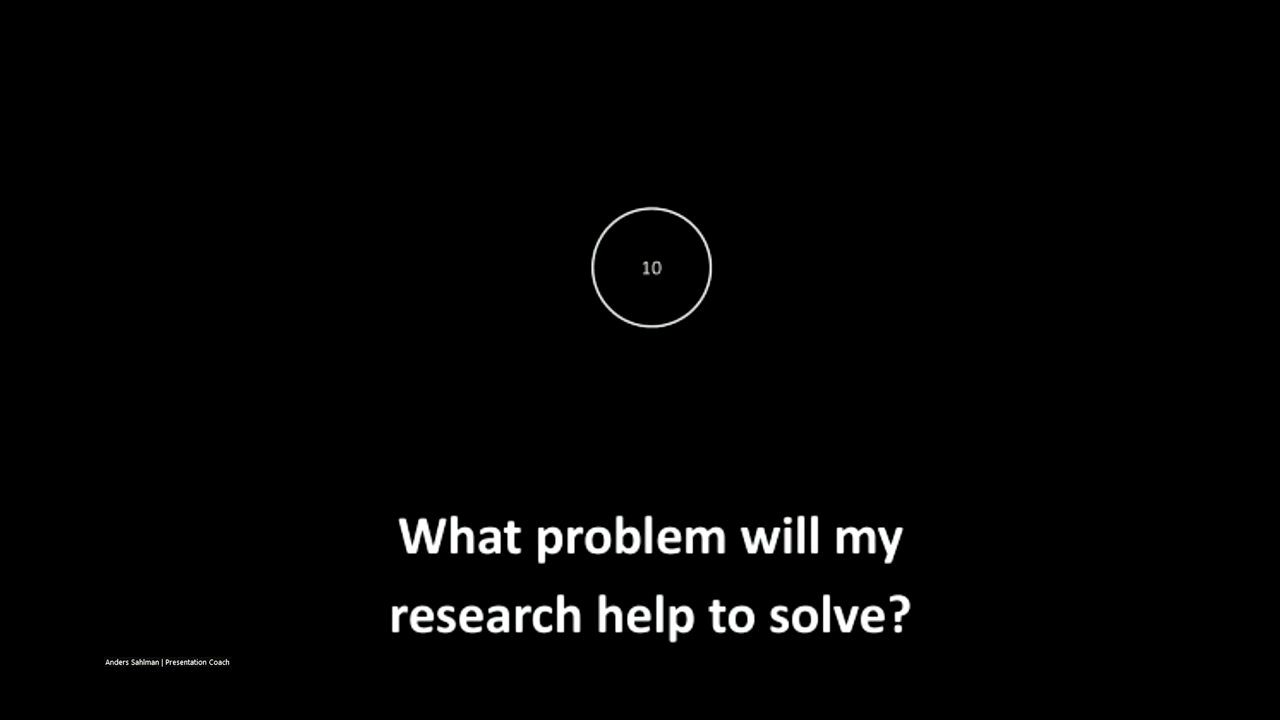 10
What problem will my
research help to solve?
Anders Sahlman | Presentation Coach